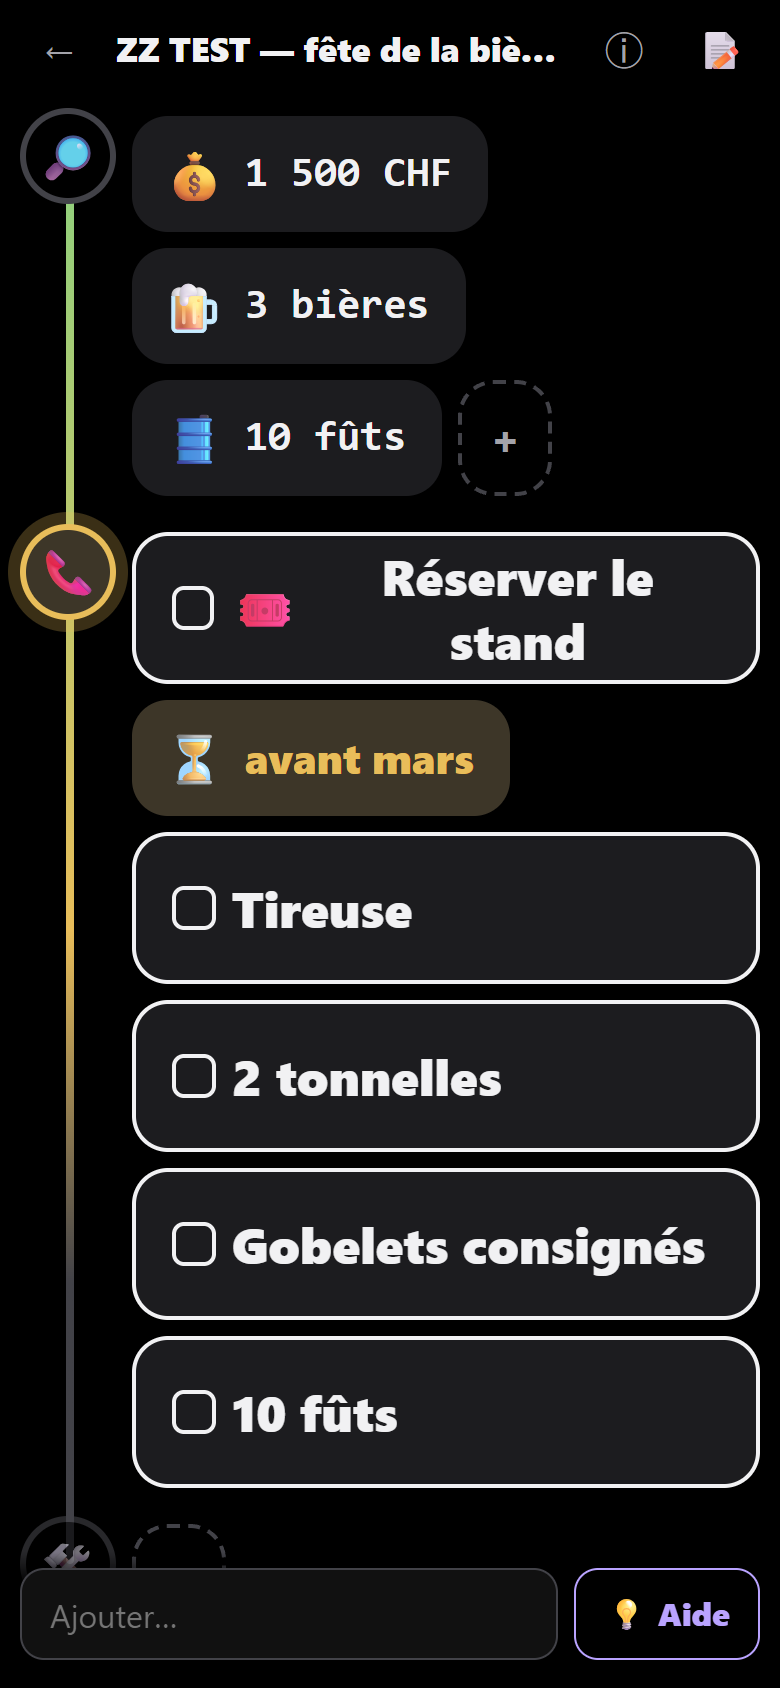 ← ZZ TEST — fête de la biè... ⓘ
1 500 CHF
3 bières
10 fûts +
Réserver le
stand
avant mars
Tireuse
2 tonnelles
Gobelets consignés
10 fûts
Ajouter... Aide